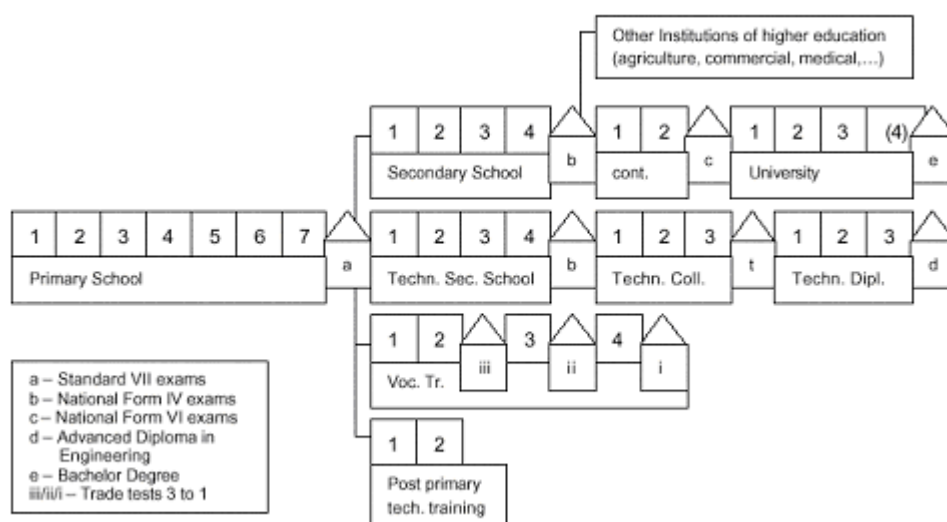 Other Institutions of higher education
(agriculture, commercial, medical,...)
1 2 3 4 b 1 2 c 1 2 3 (4) e
Secondary School cont. University
1 2 3 4 5 6 7 a 1 2 3 4 b 1 2 3 t 1 2 3 d
Primary School Techn. Sec. School Techn. Coll. Techn. Dipl.
1 2 iii 3 ii 4 i
Voc. Tr.
a – Standard VII exams
b – National Form IV exams
c – National Form VI exams
d – Advanced Diploma in
Engineering
e – Bachelor Degree
iii/ii/i – Trade tests 3 to 1
1 2
Post primary
tech. training